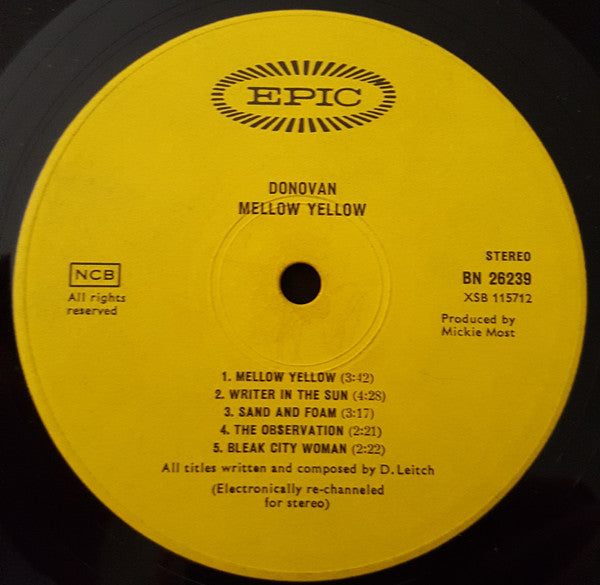 EPIC
DONOVAN
MELLOW YELLOW
NCB
All rights
reserved
STEREO
BN 26239
XSB 115712
Produced by
Mickie Most
1. MELLOW YELLOW (3:42)
2. WRITER IN THE SUN (4:28)
3. SAND AND FOAM (3:17)
4. THE OBSERVATION (2:21)
5. BLEAK CITY WOMAN (2:22)
All titles written and composed by D. Leitch
(Electronically re-channeled
for stereo)